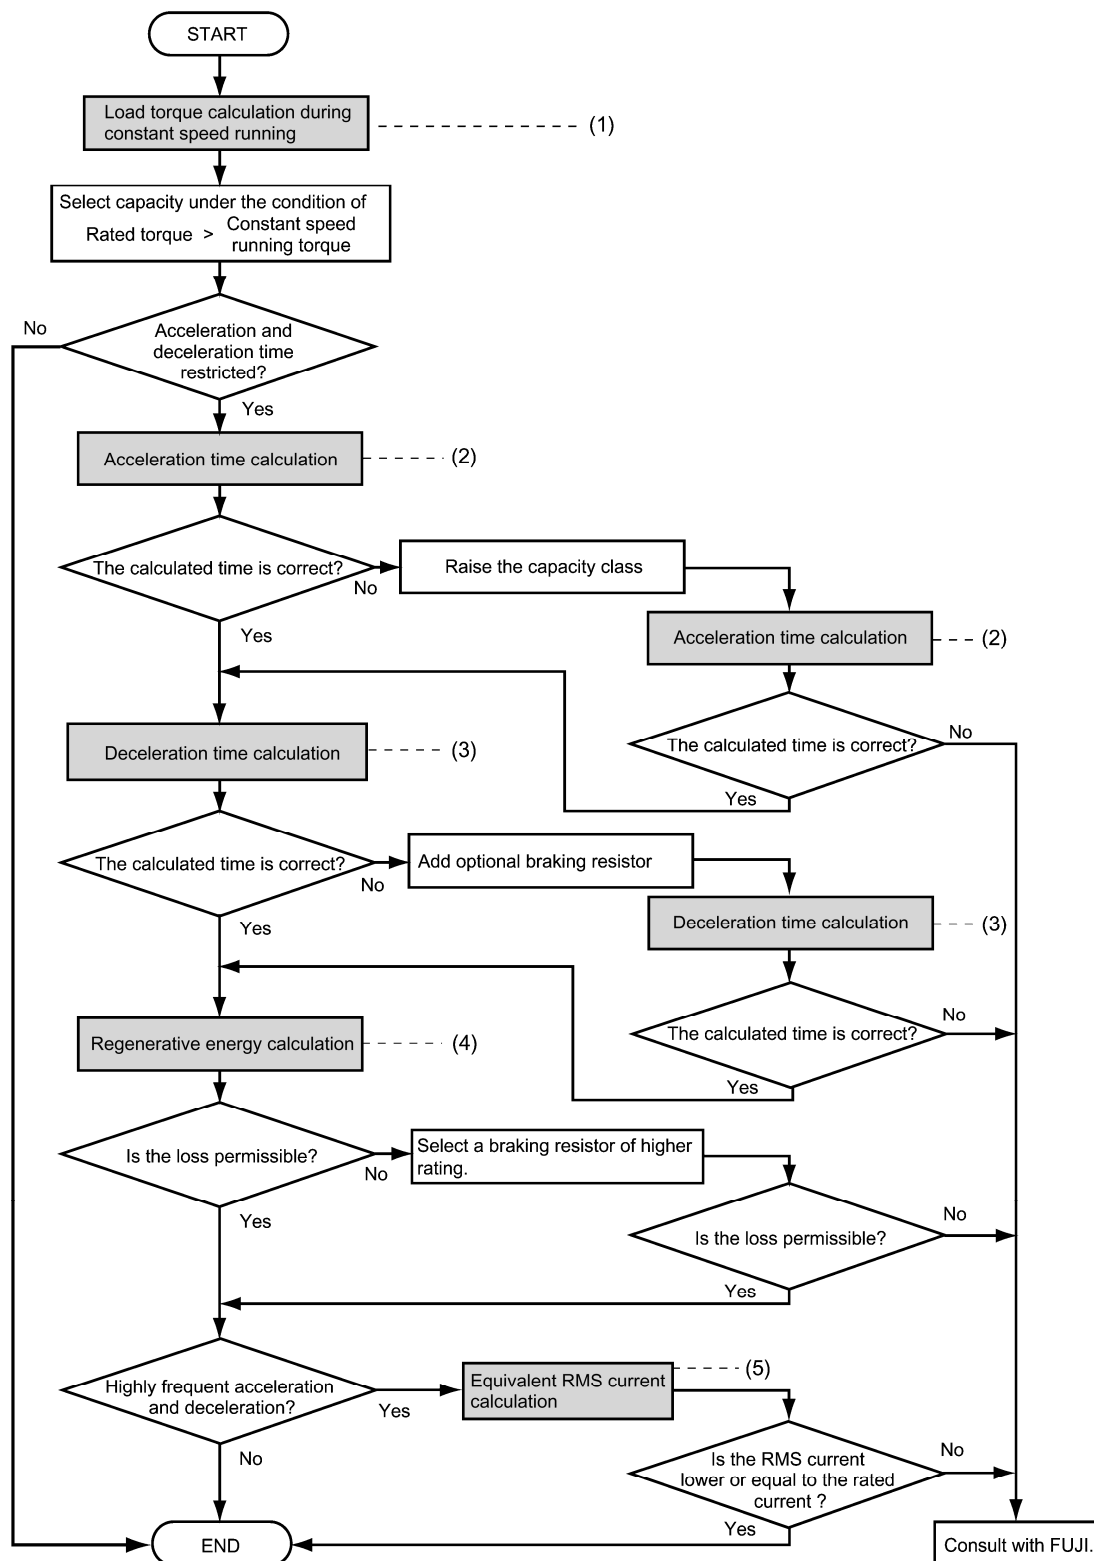 START
Load torque calculation during
constant speed running
(1)
Select capacity under the condition of
Rated torque > Constant speed
running torque
No
Acceleration and
deceleration time
restricted?
Yes
Acceleration time calculation
(2)
The calculated time is correct?
No
Raise the capacity class
Yes
Acceleration time calculation
(2)
The calculated time is correct?
No
Yes
Deceleration time calculation
(3)
The calculated time is correct?
No
Add optional braking resistor
Yes
Deceleration time calculation
(3)
The calculated time is correct?
No
Yes
Regenerative energy calculation
(4)
Is the loss permissible?
No
Select a braking resistor of higher
rating.
Yes
Is the loss permissible?
No
Yes
Highly frequent acceleration
and deceleration?
Yes
Equivalent RMS current
calculation
(5)
No
Is the RMS current
lower or equal to the rated
current ?
No
Yes
END
Consult with FUJI.